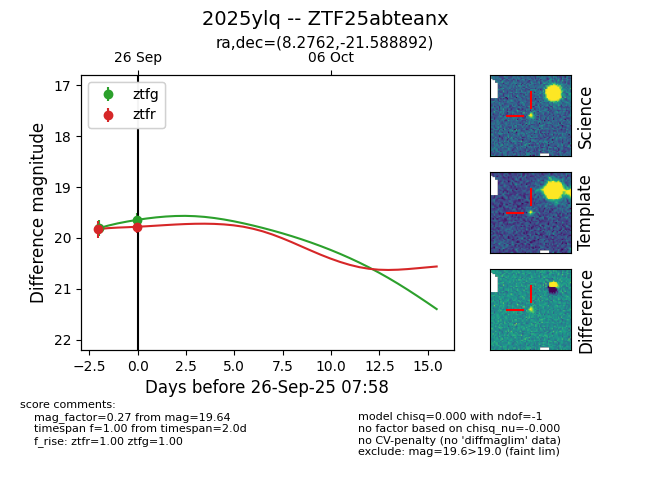 2025ylq -- ZTF25abteanx
ra,dec=(8.2762,-21.588892)
26 Sep
06 Oct
17
18
19
20
21
22
Difference magnitude
ztfg
ztfr
−2.5
0.0
2.5
5.0
7.5
10.0
12.5
15.0
Days before 26-Sep-25 07:58
Science
Template
Difference
score comments:
mag_factor=0.27 from mag=19.64
timespan f=1.00 from timespan=2.0d
f_rise: ztfr=1.00 ztfg=1.00
model chisq=0.000 with ndof=-1
no factor based on chisq_nu=-0.000
no CV-penalty (no 'diffmaglim' data)
exclude: mag=19.6>19.0 (faint lim)